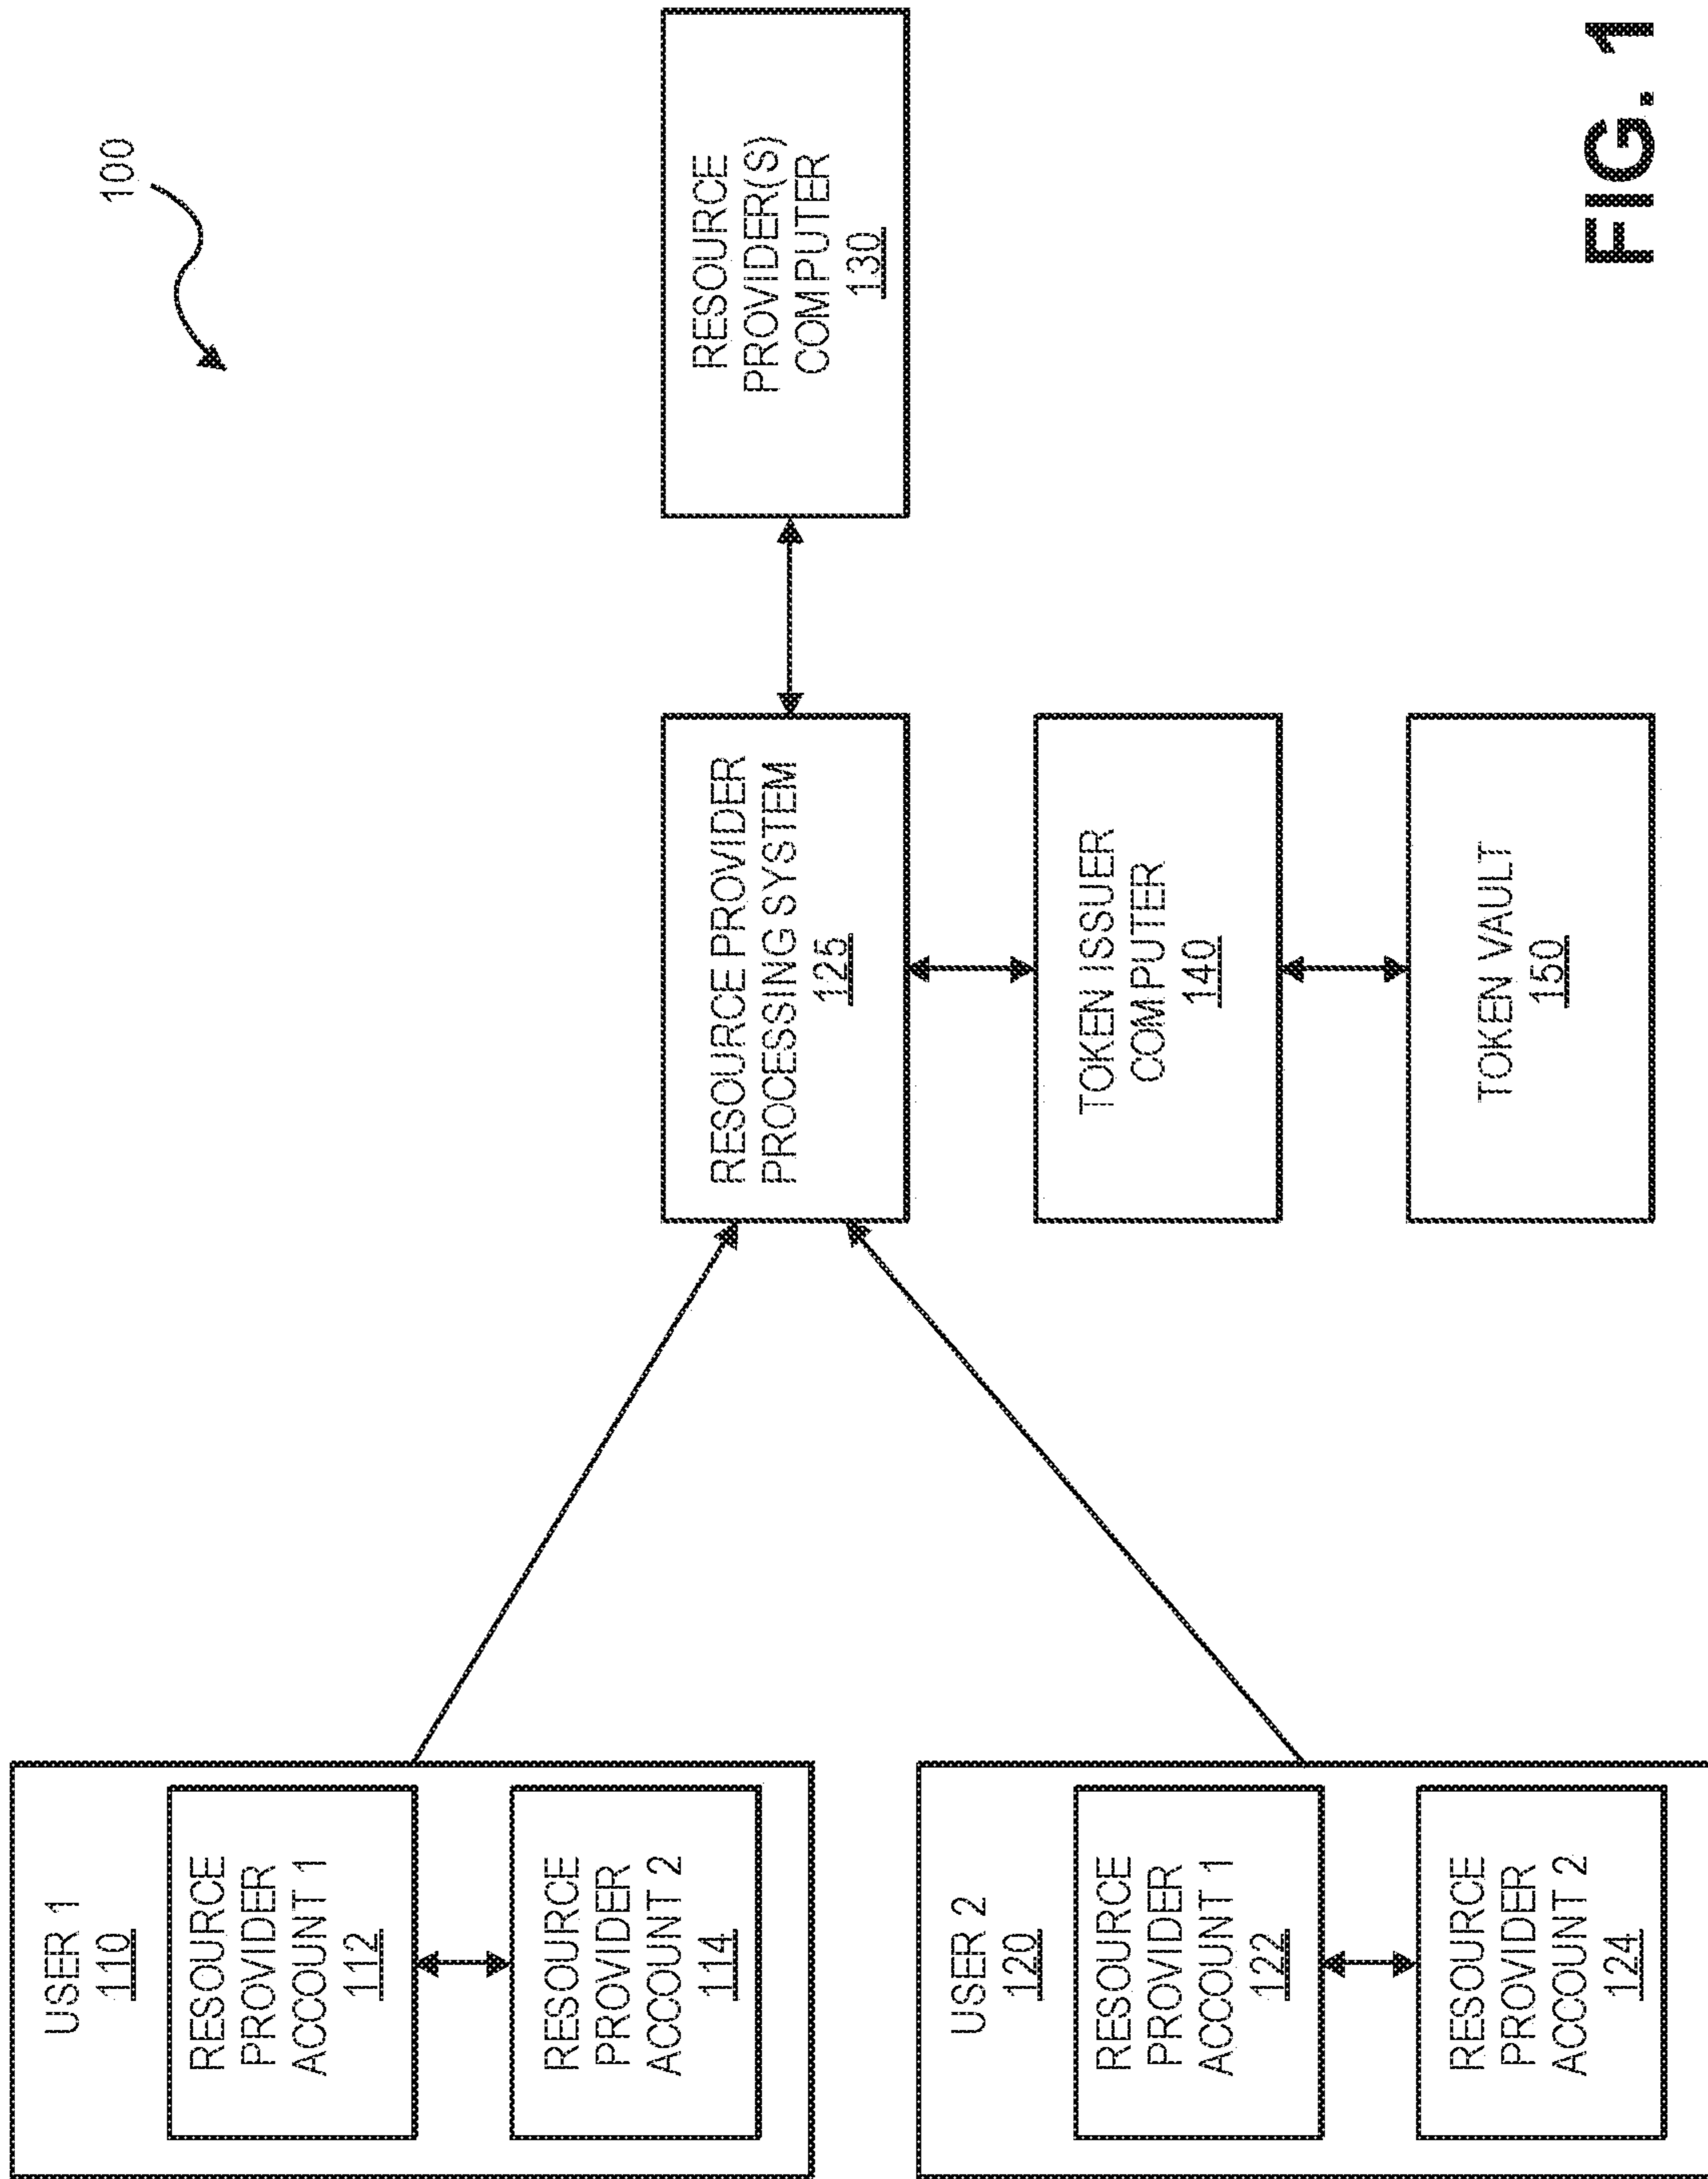 100
USER 1
110
RESOURCE
PROVIDER
ACCOUNT 1
112
RESOURCE
PROVIDER
ACCOUNT 2
114
USER 2
120
RESOURCE
PROVIDER
ACCOUNT 1
122
RESOURCE
PROVIDER
ACCOUNT 2
124
RESOURCE PROVIDER
PROCESSING SYSTEM
125
TOKEN ISSUER
COMPUTER
140
TOKEN VAULT
150
RESOURCE
PROVIDER(S)
COMPUTER
130
FIG. 1